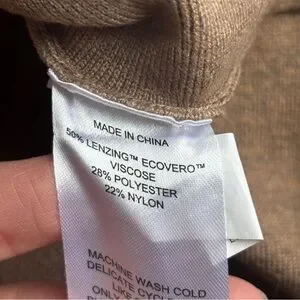 MADE IN CHINA
50% LENZING™ ECOVERO™
VISCOSE
28% POLYESTER
22% NYLON
MACHINE WASH COLD
DELICATE CYCLE